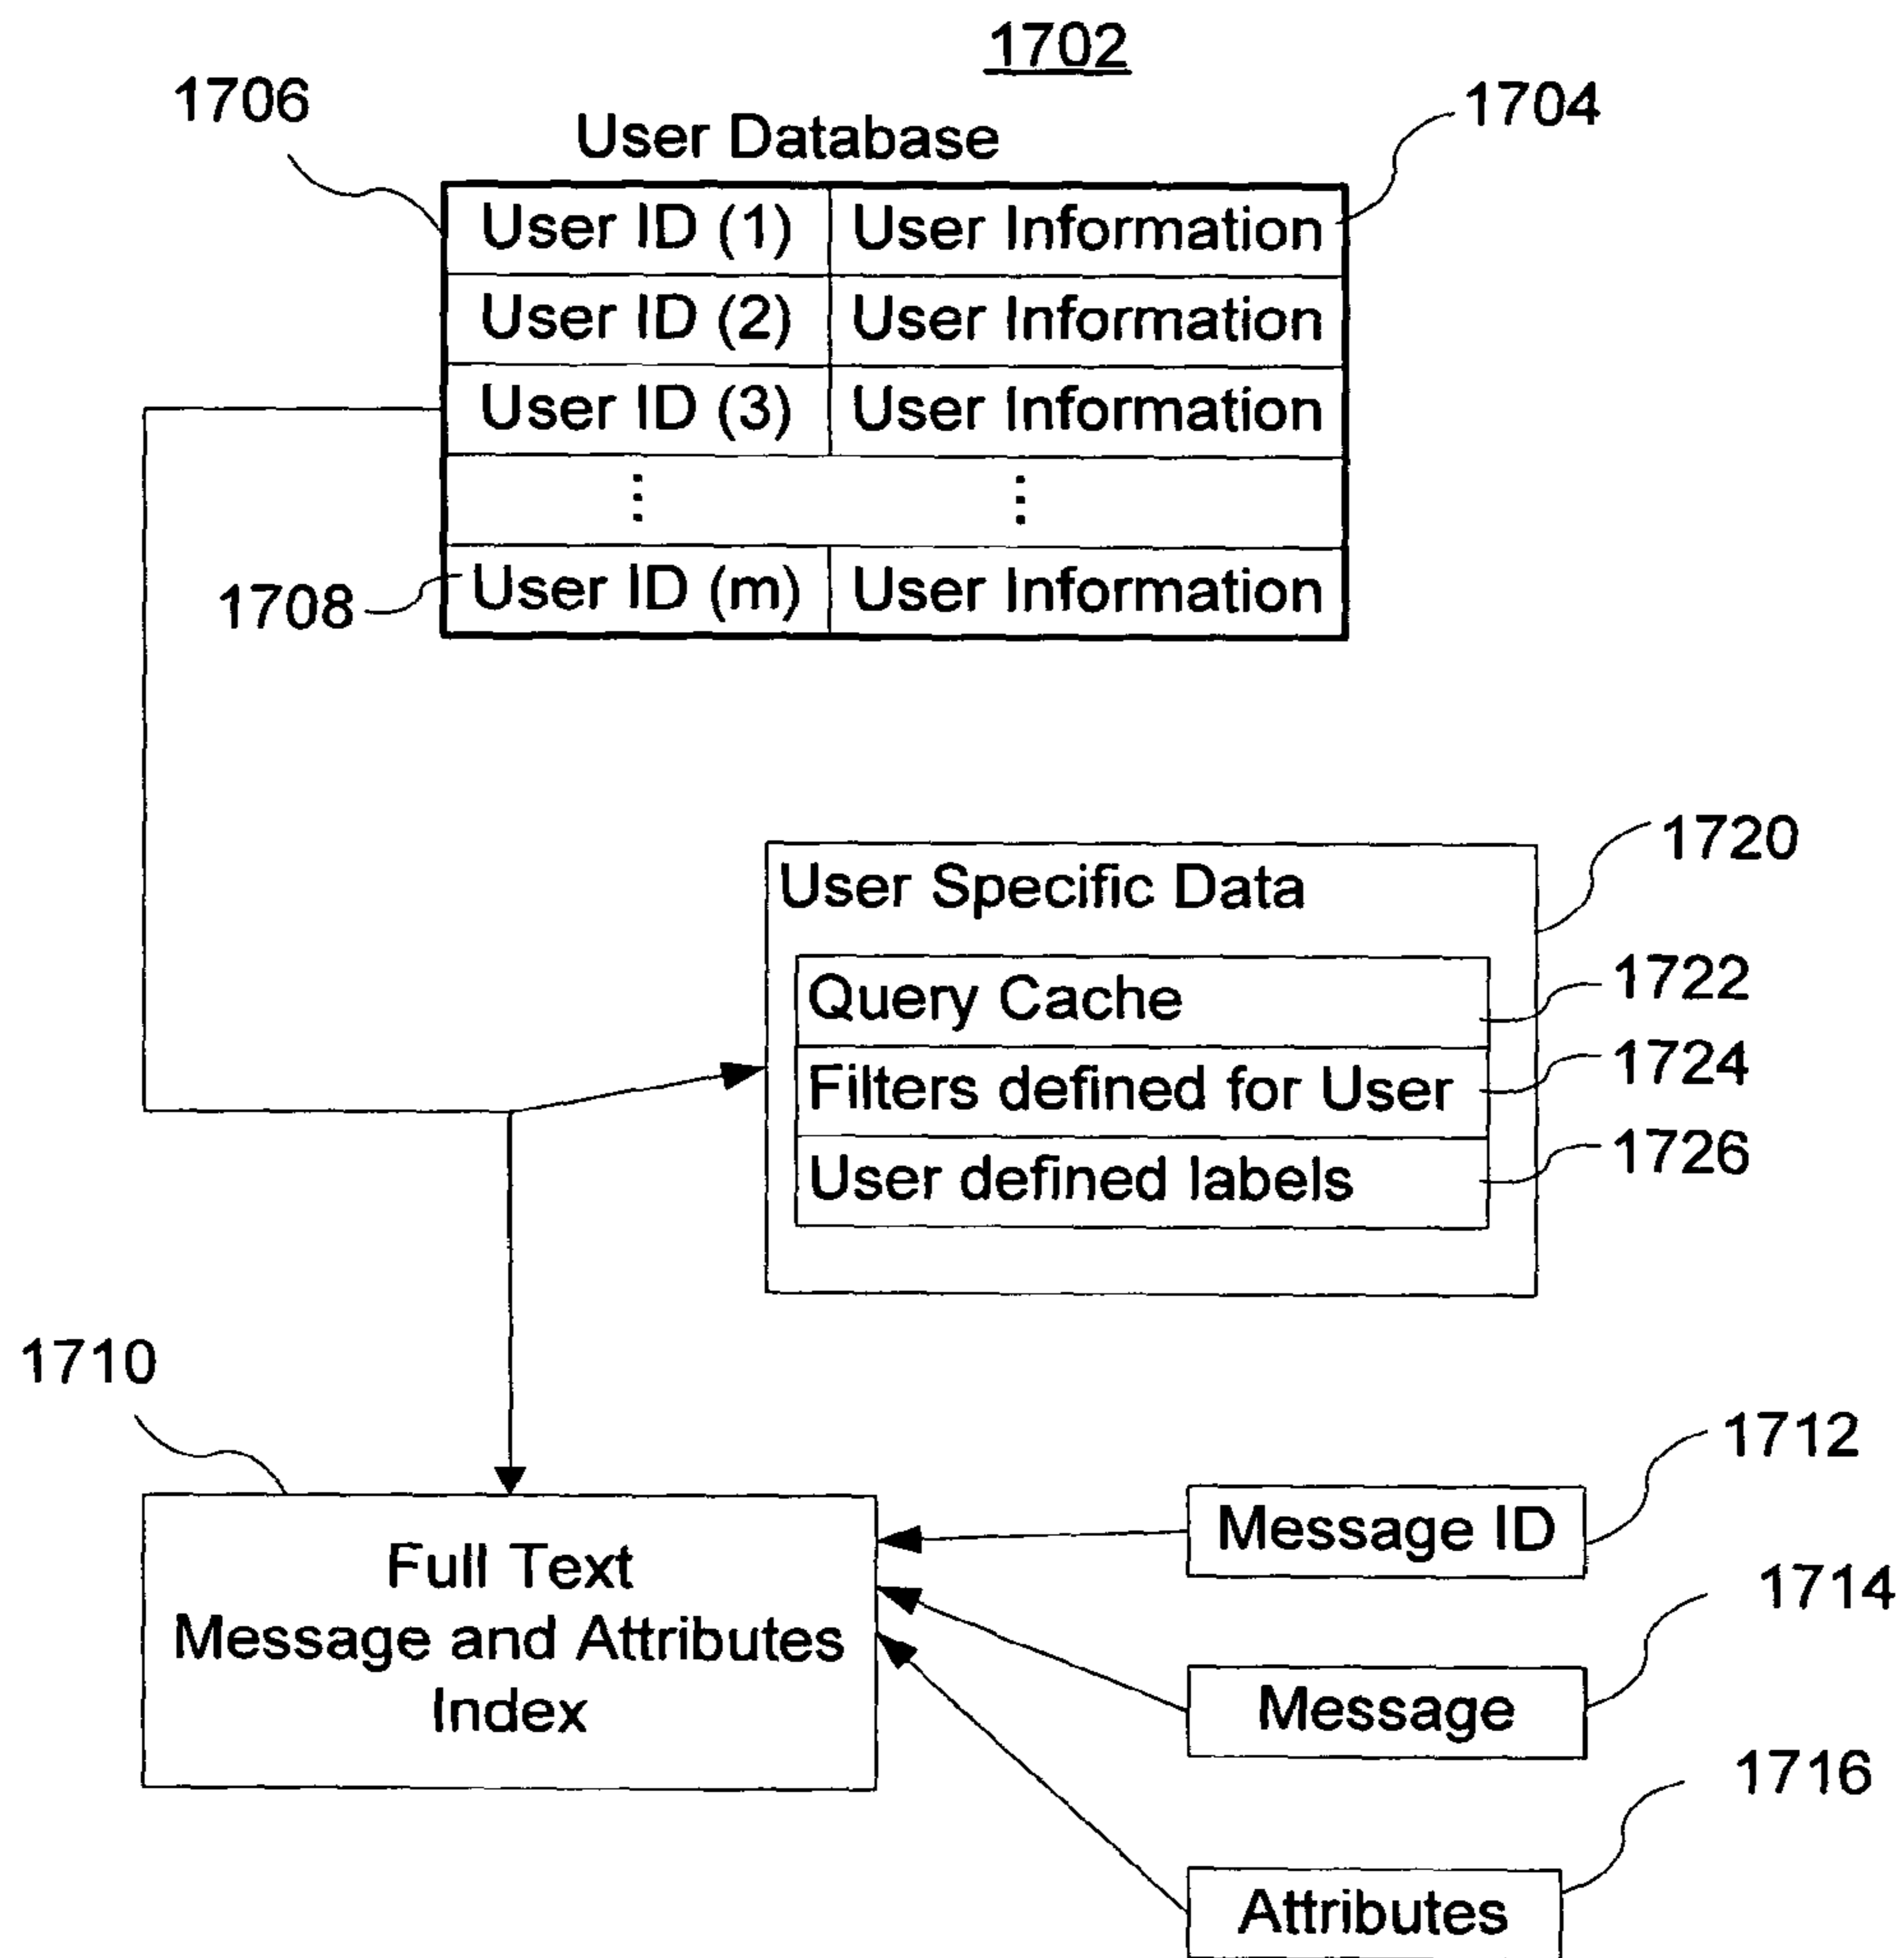 1702
1706
1704
User Database
User ID (1) User Information
User ID (2) User Information
User ID (3) User Information
⋮ ⋮
1708 User ID (m) User Information
1720
User Specific Data
Query Cache 1722
Filters defined for User 1724
User defined labels 1726
1710
1712
Full Text
Message and Attributes
Index
Message ID
1714
Message
1716
Attributes